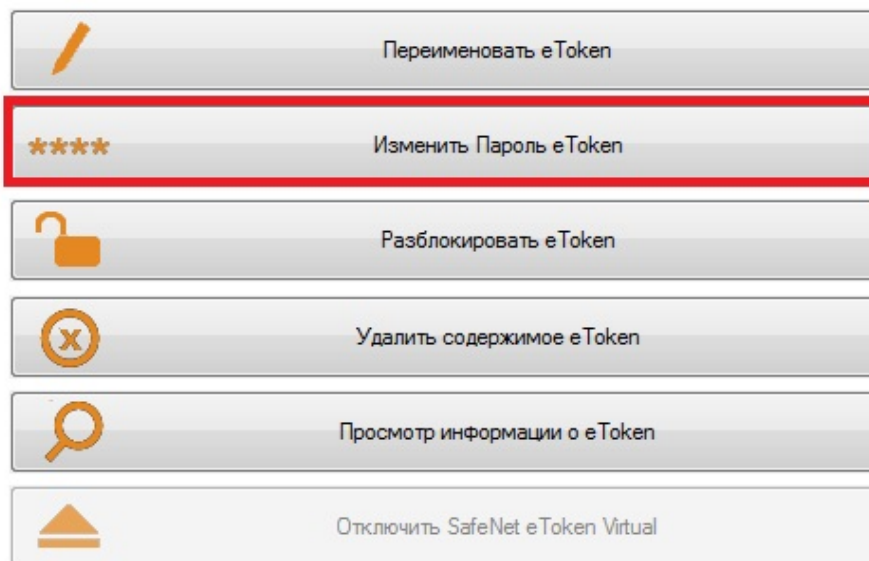 Переименовать eToken
**** Изменить Пароль eToken
Разблокировать eToken
Удалить содержимое eToken
Просмотр информации о eToken
Отключить SafeNet eToken Virtual